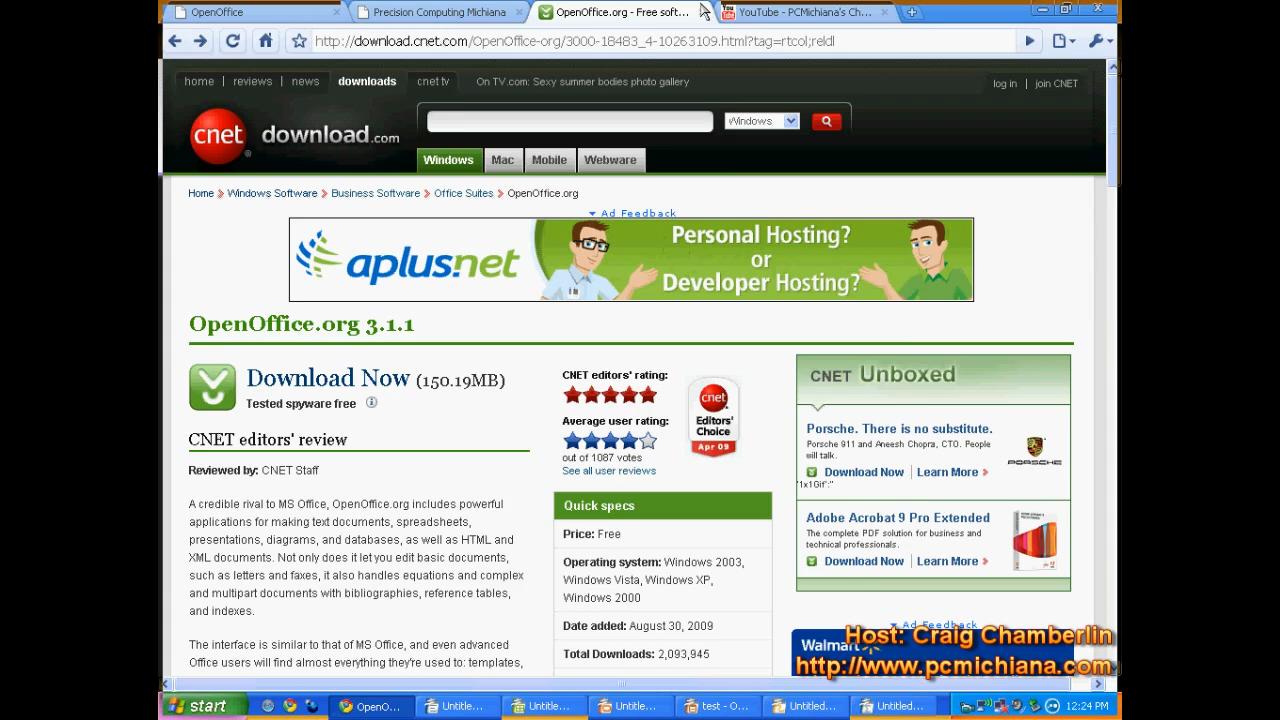 OpenOffice
Precision Computing Michiana
OpenOffice.org - Free soft...
YouTube - PCMichiana's Ch...
http://download.cnet.com/OpenOffice-org/3000-18483_4-10263109.html?tag=rtcol;reldl
home | reviews | news downloads cnet tv On TV.com: Sexy summer bodies photo gallery
log in | join CNET
cnet download.com
Windows
Windows Mac Mobile Webware
Home Windows Software Business Software Office Suites OpenOffice.org
Ad Feedback
aplus.net
Personal Hosting?
or
Developer Hosting?
OpenOffice.org 3.1.1
Download Now (150.19MB)
Tested spyware free
CNET editors' review
Reviewed by: CNET Staff
A credible rival to MS Office, OpenOffice.org includes powerful
applications for making text documents, spreadsheets,
presentations, diagrams, and databases, as well as HTML and
XML documents. Not only does it let you edit basic documents,
such as letters and faxes, it also handles equations and complex
and multipart documents with bibliographies, reference tables,
and indexes.
The interface is similar to that of MS Office, and even advanced
Office users will find almost everything they're used to: templates,
CNET editors' rating:
Average user rating:
out of 1087 votes
See all user reviews
cnet
Editors'
Choice
Apr 09
Quick specs
Price: Free
Operating system: Windows 2003,
Windows Vista, Windows XP,
Windows 2000
Date added: August 30, 2009
Total Downloads: 2,093,945
CNET Unboxed
Porsche. There is no substitute.
Porsche 911 and Aneesh Chopra, CTO. People
will talk.
Download Now | Learn More
PORSCHE
'1x1Gif':''
Adobe Acrobat 9 Pro Extended
The complete PDF solution for business and
technical professionals.
Download Now | Learn More
Ad Feedback
Walmart
Host: Craig Chamberlin
http://www.pcmichiana.com
start
OpenO...
Untitle...
Untitle...
Untitle...
test - O...
Untitled...
Untitled...
12:24 PM